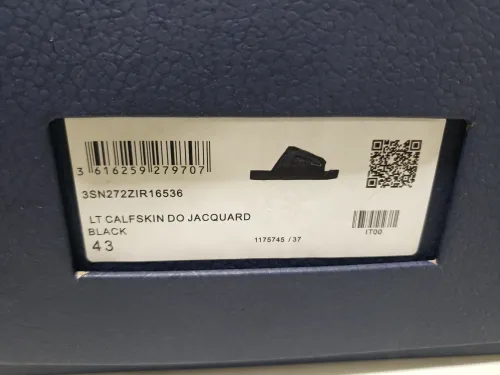 3 616259 279707
3SN272ZIR16536
LT CALFSKIN DO JACQUARD
BLACK
43
1175745 / 37
IT00